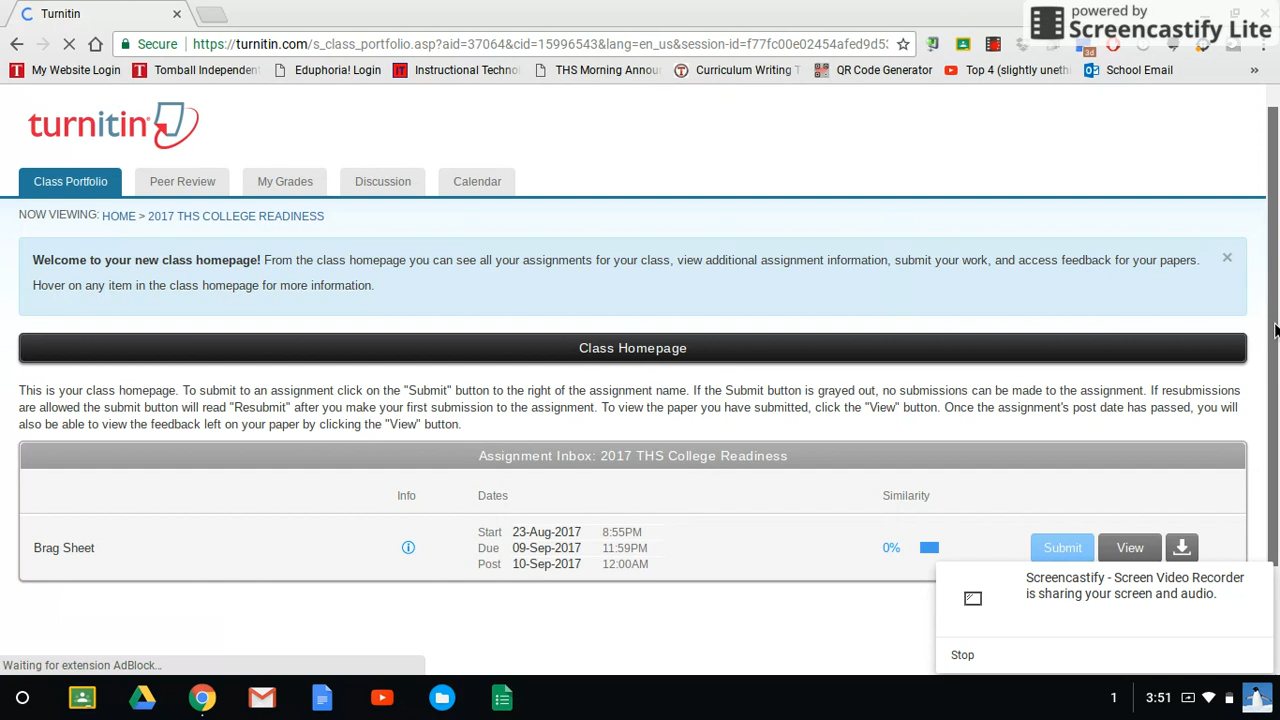 Turnitin
powered by
Screencastify Lite
Secure https://turnitin.com/s_class_portfolio.asp?
3d
My Website Login Tomball Independen Eduphoria! Login Instructional Technol THS Morning Annou Curriculum Writing T QR Code Generator Top 4 (slightly uneth School Email »
turnitin
Class Portfolio Peer Review My Grades Discussion Calendar
NOW VIEWING: HOME > 2017 THS COLLEGE READINESS
Welcome to your new class homepage! From the class homepage you can see all your assignments for your class, view additional assignment information, submit your work, and access feedback for your papers.
Hover on any item in the class homepage for more information.
Class Homepage
This is your class homepage. To submit to an assignment click on the "Submit" button to the right of the assignment name. If the Submit button is grayed out, no submissions can be made to the assignment. If resubmissions
are allowed the submit button will read "Resubmit" after you make your first submission to the assignment. To view the paper you have submitted, click the "View" button. Once the assignment's post date has passed, you will
also be able to view the feedback left on your paper by clicking the "View" button.
Assignment Inbox: 2017 THS College Readiness
Info Dates Similarity
Start 23-Aug-2017 8:55PM
Brag Sheet Due 09-Sep-2017 11:59PM 0% Submit View
Post 10-Sep-2017 12:00AM
Screencastify - Screen Video Recorder
is sharing your screen and audio.
Stop
Waiting for extension AdBlock...
1 3:51